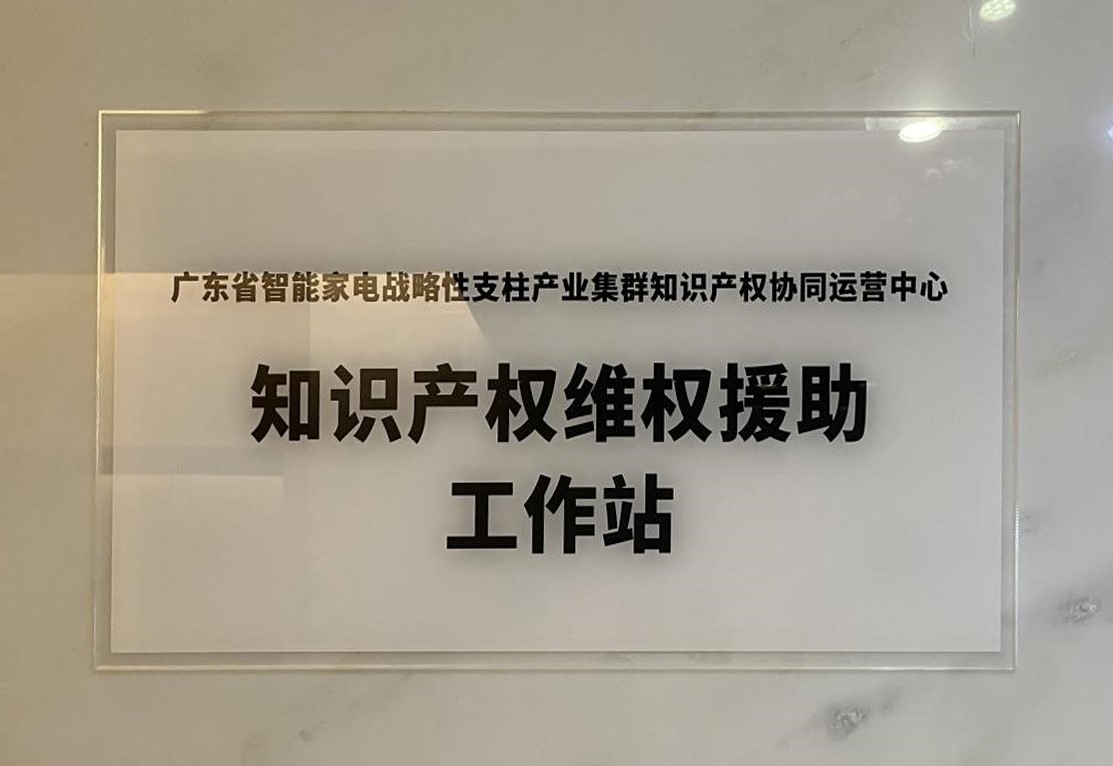 广东省智能家电战略性支柱产业集群知识产权协同运营中心
知识产权维权援助
工作站